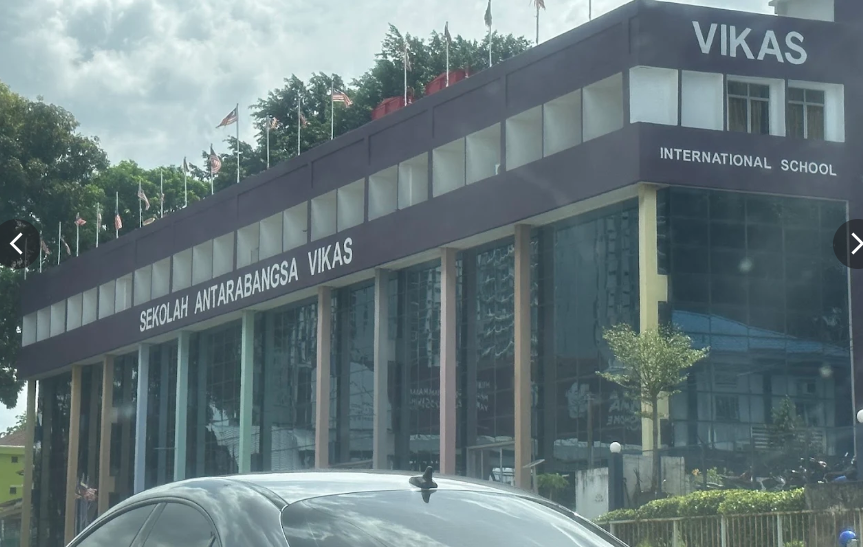 VIKAS
INTERNATIONAL SCHOOL
SEKOLAH ANTARABANGSA VIKAS